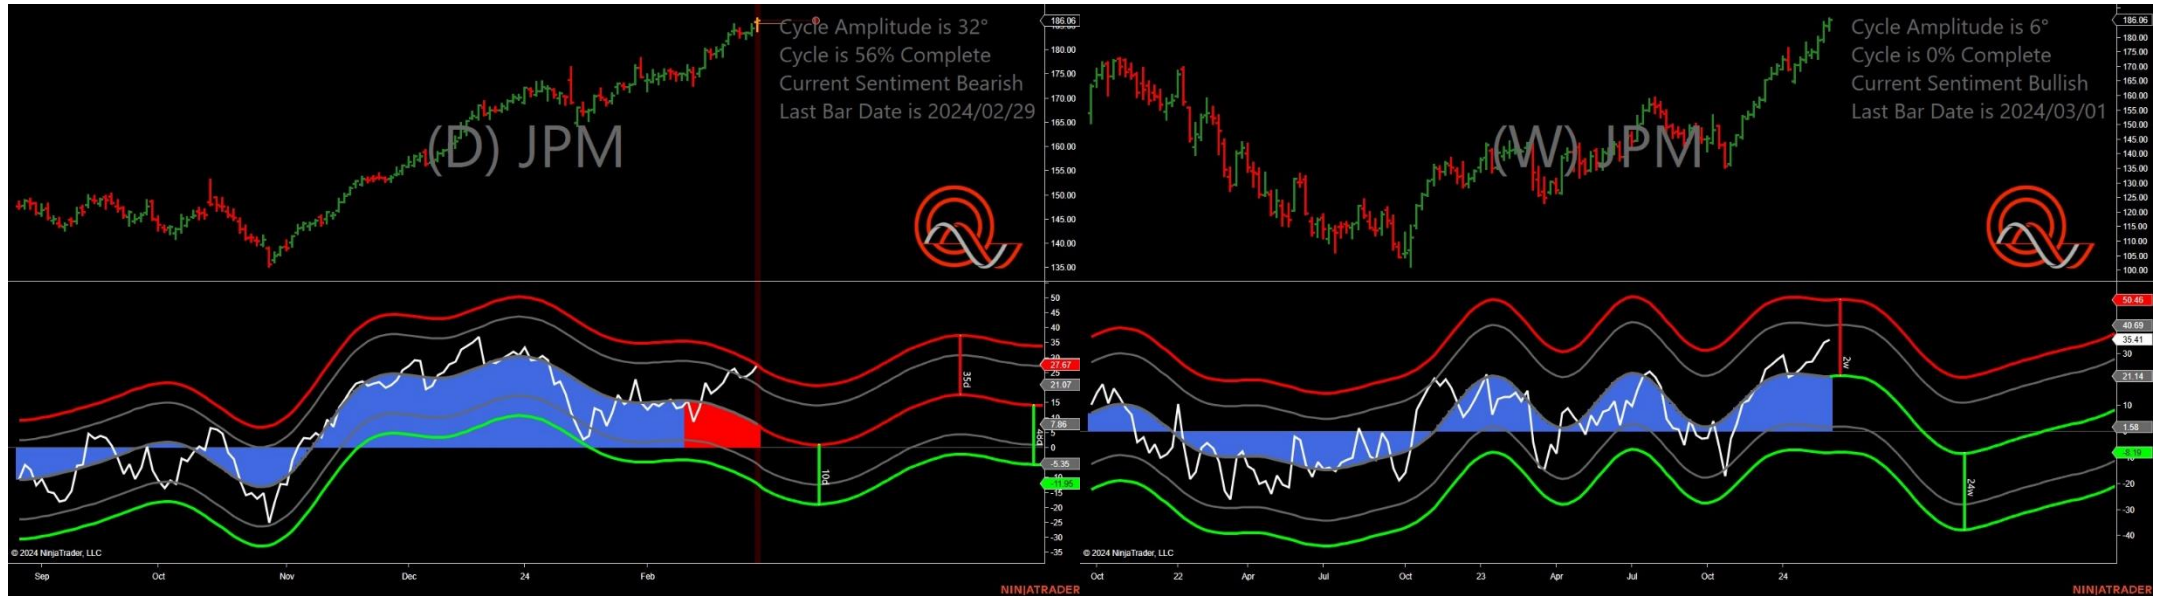 Cycle Amplitude is 32°
Cycle is 56% Complete
Current Sentiment Bearish
Last Bar Date is 2024/02/29
(D) JPM
186.06
180.00
175.00
170.00
165.00
160.00
155.00
150.00
145.00
140.00
135.00
50
45
40
35
27.67
25
21.07
15
7.86
5
0
-5.35
-11.95
-15
-20
-25
-30
-35
35d
10d
48d
© 2024 NinjaTrader, LLC
Sep Oct Nov Dec 24 Feb
NINJATRADER
Cycle Amplitude is 6°
Cycle is 0% Complete
Current Sentiment Bullish
Last Bar Date is 2024/03/01
(W) JPM
186.06
180.00
175.00
170.00
165.00
160.00
155.00
150.00
145.00
140.00
135.00
130.00
125.00
120.00
115.00
110.00
105.00
100.00
50.46
40.69
35.41
30
21.14
10
1.58
-8.19
-20
-30
-40
2w
24w
© 2024 NinjaTrader, LLC
Oct 22 Apr Jul Oct 23 Apr Jul Oct 24
NINJATRADER